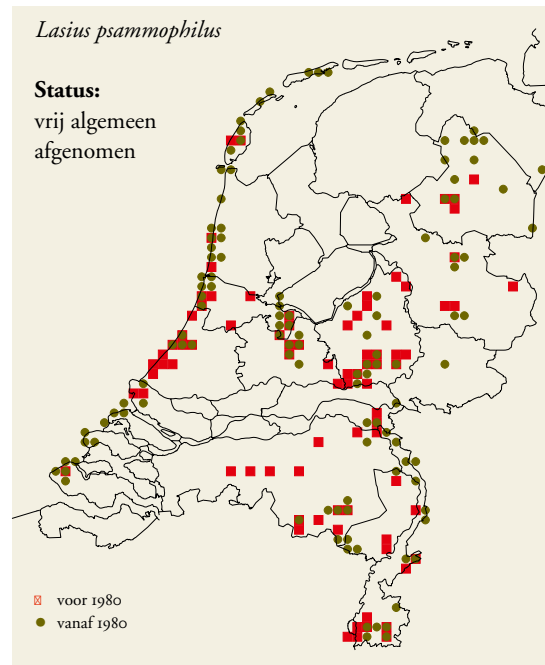 Lasius psammophilus
Status:
vrij algemeen
afgenomen
voor 1980
vanaf 1980